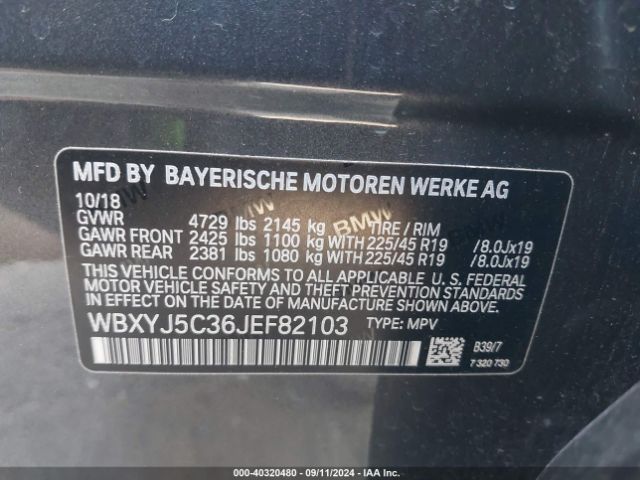 MFD BY BAYERISCHE MOTOREN WERKE AG
10/18
GVWR 4729 lbs 2145 kg TIRE / RIM
GAWR FRONT 2425 lbs 1100 kg WITH 225/45 R19 /8.0Jx19
GAWR REAR 2381 lbs 1080 kg WITH 225/45 R19 /8.0Jx19
THIS VEHICLE CONFORMS TO ALL APPLICABLE U. S. FEDERAL
MOTOR VEHICLE SAFETY BUMPER AND THEFT PREVENTION
STANDARDS IN EFFECT ON THE DATE OF MANUFACTURE SHOWN ABOVE.
WBXYJ5C36JEF82103 TYPE: MPV
B39/7
7 320 730
000-40320480 - 09/11/2024 - IAA Inc.